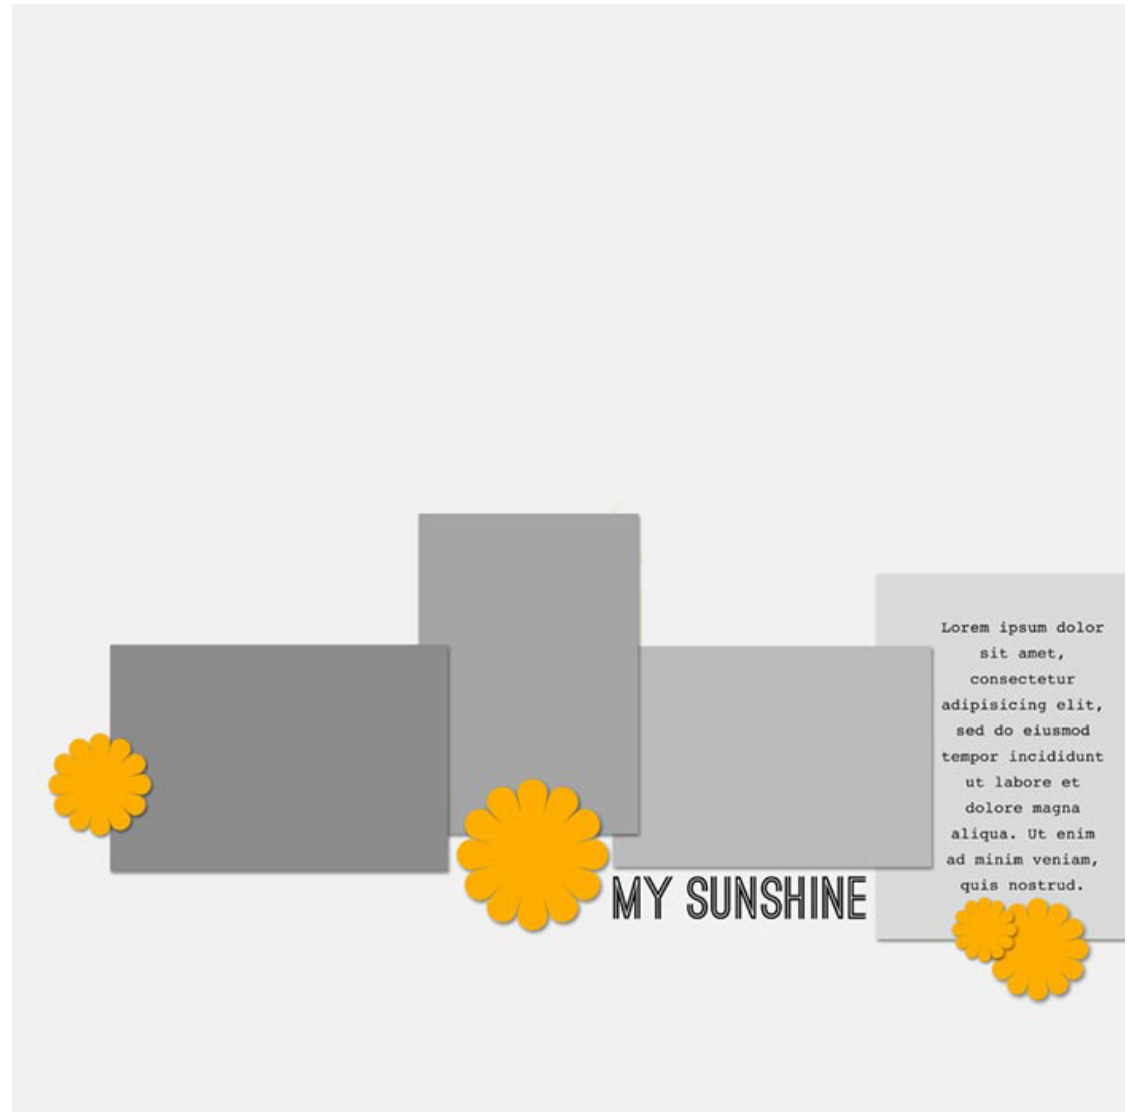 Lorem ipsum dolor
sit amet,
consectetur
adipisicing elit,
sed do eiusmod
tempor incididunt
ut labore et
dolore magna
aliqua. Ut enim
ad minim veniam,
quis nostrud.
MY SUNSHINE